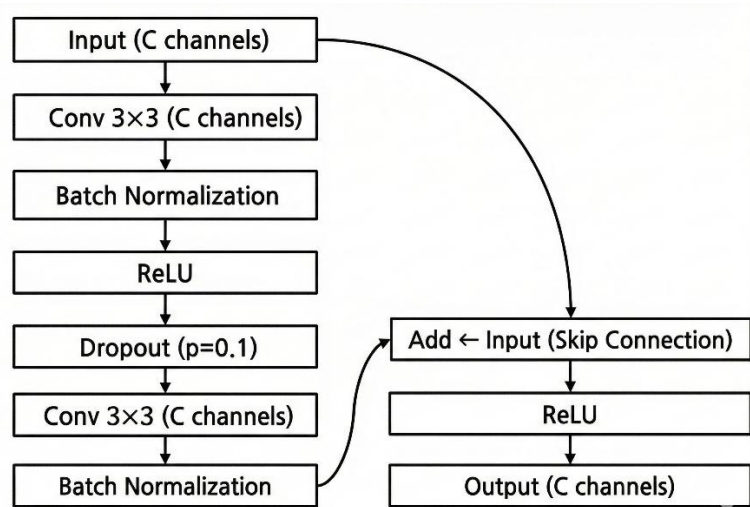 Input (C channels)
Conv 3×3 (C channels)
Batch Normalization
ReLU
Dropout (p=0.1)
Conv 3×3 (C channels)
Batch Normalization
Add ← Input (Skip Connection)
ReLU
Output (C channels)